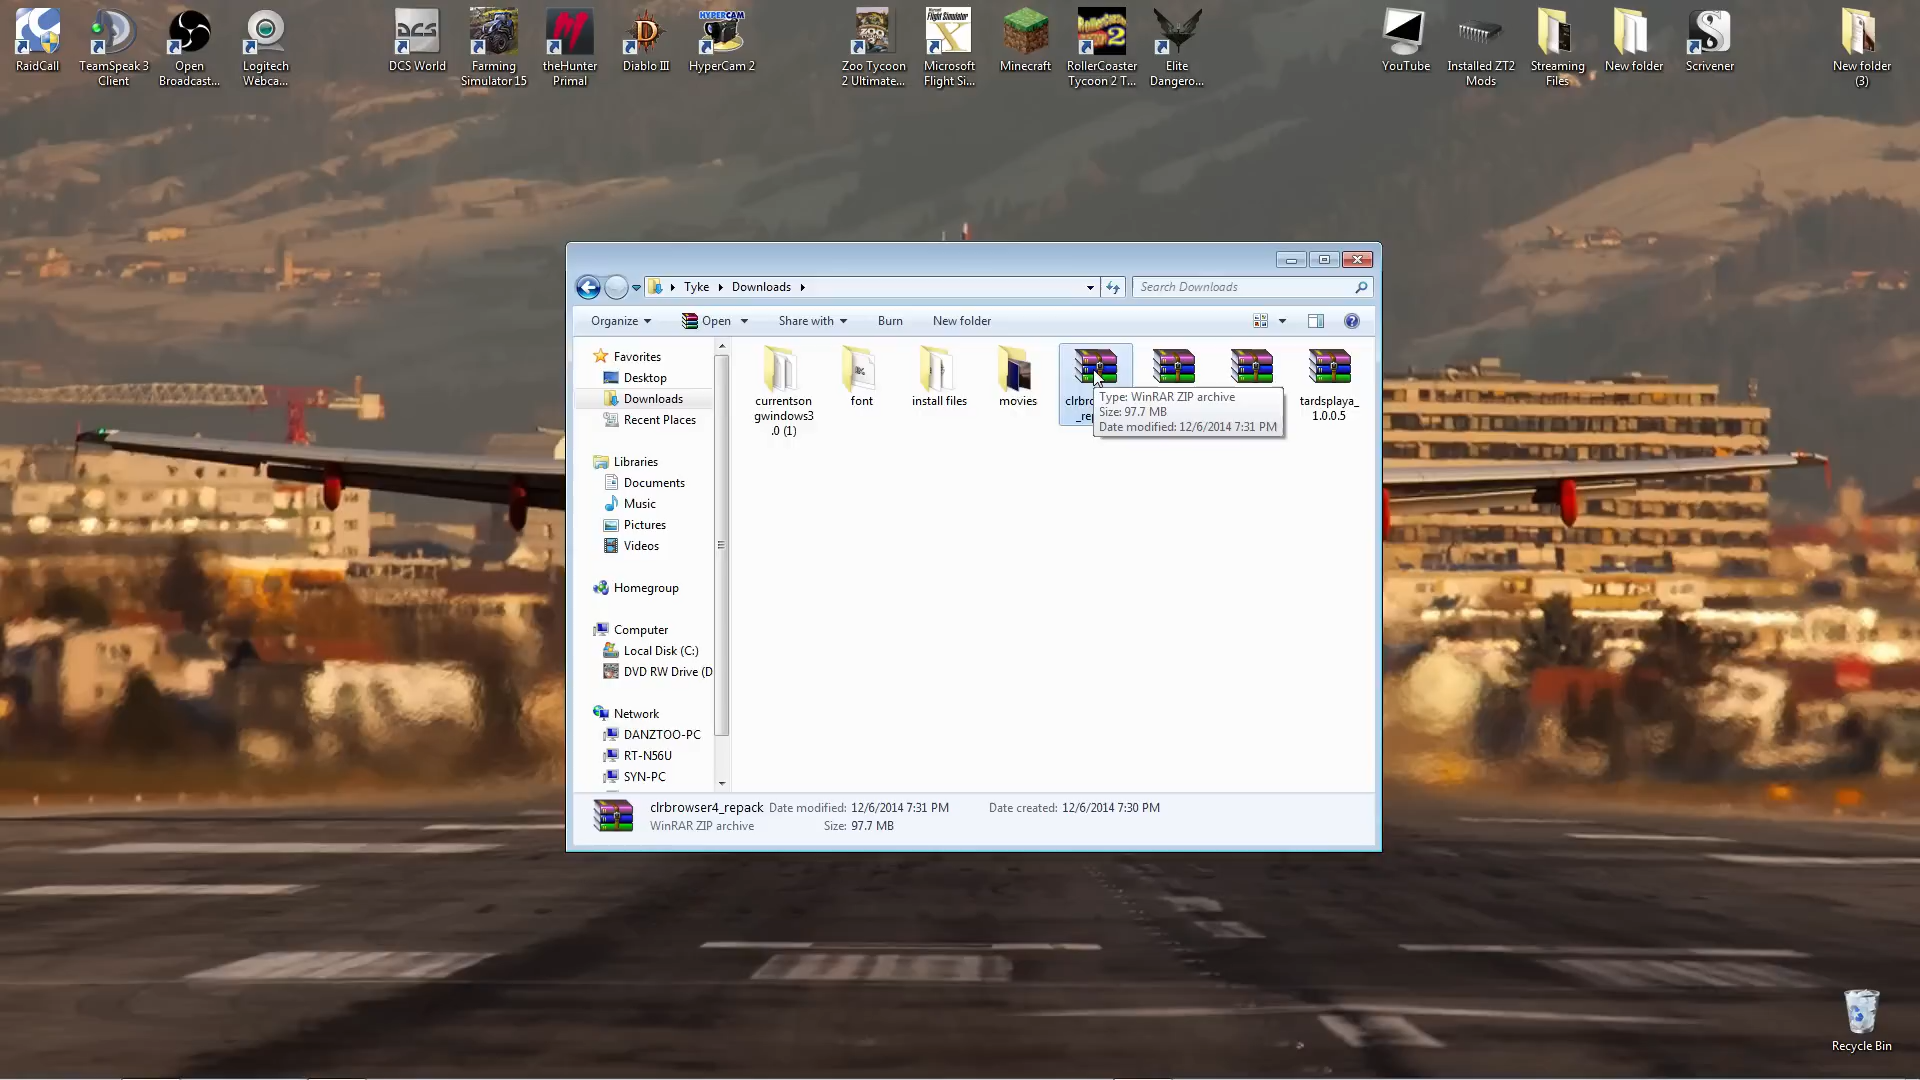 RaidCall
TeamSpeak 3
Client
Open
Broadcast...
Logitech
Webca...
DCS World
Farming
Simulator 15
theHunter
Primal
Diablo III
HyperCam 2
Zoo Tycoon
2 Ultimate...
Microsoft
Flight Si...
Minecraft
RollerCoaster
Tycoon 2 T...
Elite
Dangero...
YouTube
Installed ZT2
Mods
Streaming
Files
New folder
Scrivener
New folder
(3)
Tyke
Downloads
Search Downloads
Organize
Open
Share with
Burn
New folder
Favorites
Desktop
Downloads
Recent Places
Libraries
Documents
Music
Pictures
Videos
Homegroup
Computer
Local Disk (C:)
DVD RW Drive (D
Network
DANZTOO-PC
RT-N56U
SYN-PC
currentson
gwindows3
.0 (1)
font
install files
movies
tardsplaya_
1.0.0.5
Type: WinRAR ZIP archive
Size: 97.7 MB
Date modified: 12/6/2014 7:31 PM
clrbrowser4_repack Date modified: 12/6/2014 7:31 PM Date created: 12/6/2014 7:30 PM
WinRAR ZIP archive Size: 97.7 MB
Recycle Bin